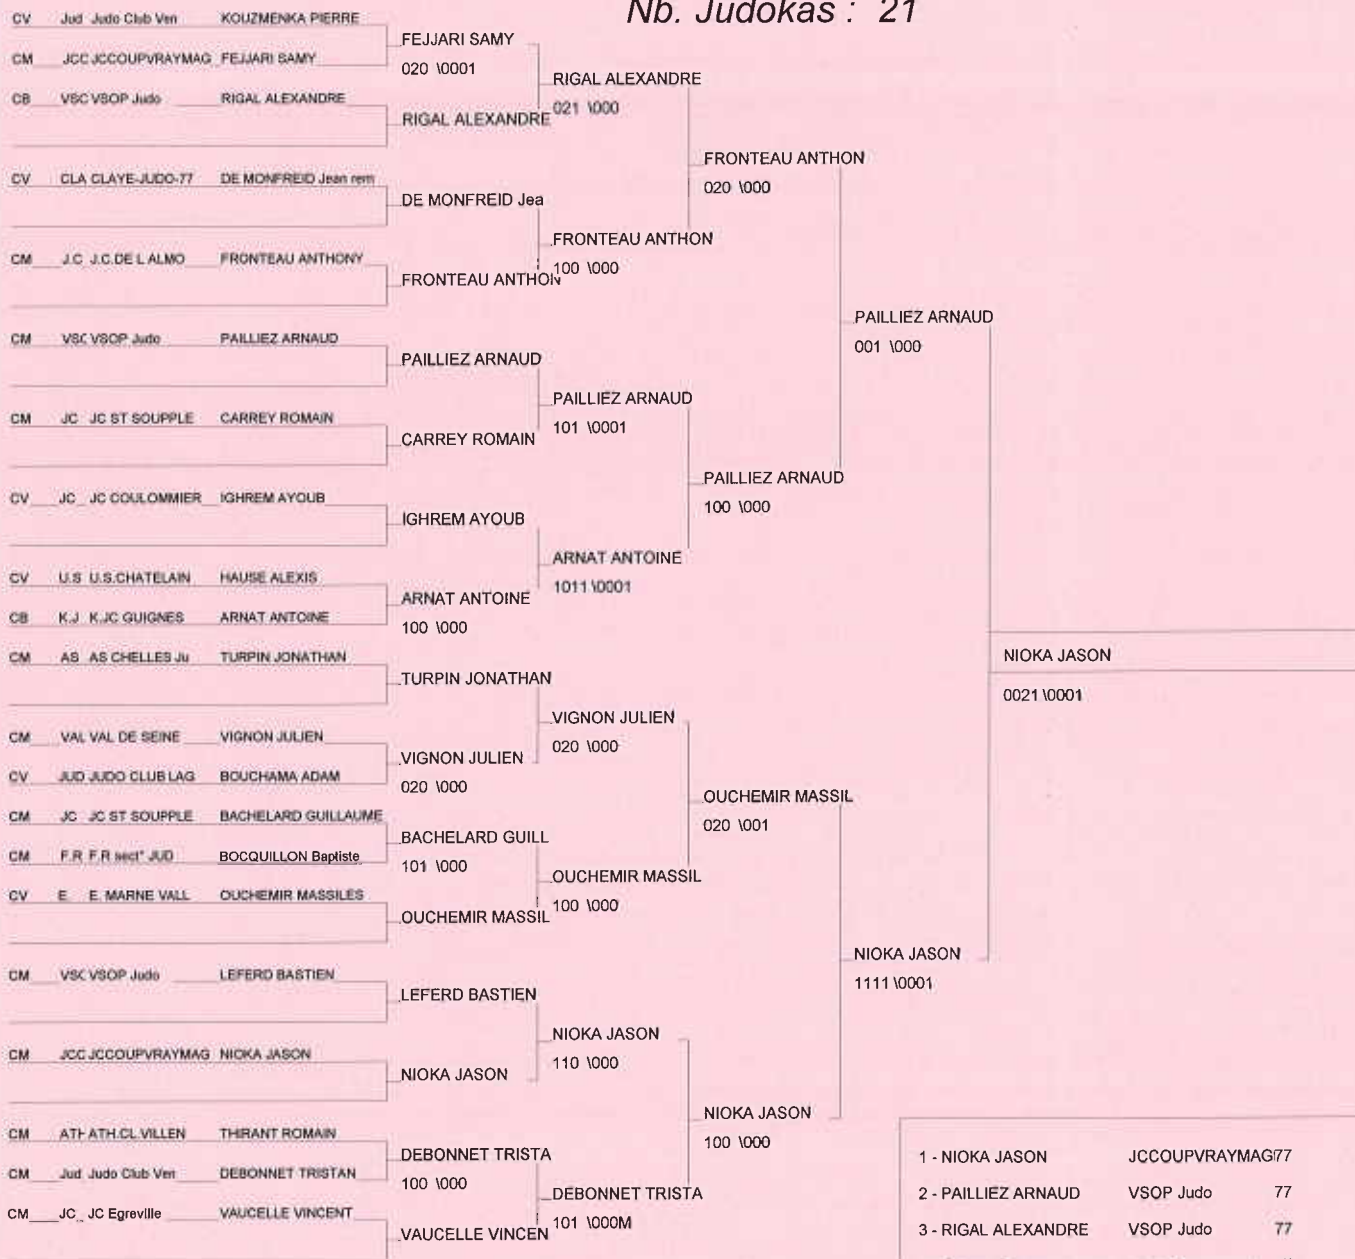 Nb. Judokas : 21
CV Jud Judo Club Ven KOUZMENKA PIERRE
FEJJARI SAMY
CM JCC JCCOUPVRAYMAG FEJJARI SAMY
020 \0001
RIGAL ALEXANDRE
CB VSC VSOP Judo RIGAL ALEXANDRE
021 \000
RIGAL ALEXANDRE
FRONTEAU ANTHON
CV CLA CLAYE-JUDO-77 DE MONFREID Jean rem
020 \000
DE MONFREID Jea
FRONTEAU ANTHON
CM J.C J.C.DE L ALMO FRONTEAU ANTHONY
100 \000
FRONTEAU ANTHON
PAILLIEZ ARNAUD
CM VSC VSOP Judo PAILLIEZ ARNAUD
001 \000
PAILLIEZ ARNAUD
PAILLIEZ ARNAUD
CM JC JC ST SOUPPLE CARREY ROMAIN
101 \0001
CARREY ROMAIN
PAILLIEZ ARNAUD
CV JC JC COULOMMIER IGHREM AYOUB
100 \000
IGHREM AYOUB
ARNAT ANTOINE
CV U.S U.S.CHATELAIN HAUSE ALEXIS
1011 \0001
ARNAT ANTOINE
CB K.J K.JC GUIGNES ARNAT ANTOINE
100 \000
CM AS AS CHELLES Ju TURPIN JONATHAN
NIOKA JASON
TURPIN JONATHAN
0021 \0001
VIGNON JULIEN
CM VAL VAL DE SEINE VIGNON JULIEN
020 \000
VIGNON JULIEN
CV JUD JUDO CLUB LAG BOUCHAMA ADAM
020 \000
OUCHEMIR MASSIL
CM JC JC ST SOUPPLE BACHELARD GUILLAUME
020 \001
BACHELARD GUILL
CM F.R F.R sect° JUD BOCQUILLON Baptiste
101 \000
OUCHEMIR MASSIL
CV E. E. MARNE VALL OUCHEMIR MASSILES
100 \000
OUCHEMIR MASSIL
NIOKA JASON
CM VSC VSOP Judo LEFERD BASTIEN
1111 \0001
LEFERD BASTIEN
NIOKA JASON
CM JCC JCCOUPVRAYMAG NIOKA JASON
110 \000
NIOKA JASON
NIOKA JASON
CM ATH ATH.CL.VILLEN THIRANT ROMAIN
100 \000
DEBONNET TRISTA
1 - NIOKA JASON JCCOUPVRAYMAG 77
CM Jud Judo Club Ven DEBONNET TRISTAN
100 \000
DEBONNET TRISTA
2 - PAILLIEZ ARNAUD VSOP Judo 77
CM JC JC Egreville VAUCELLE VINCENT
101 \000M
VAUCELLE VINCEN
3 - RIGAL ALEXANDRE VSOP Judo 77